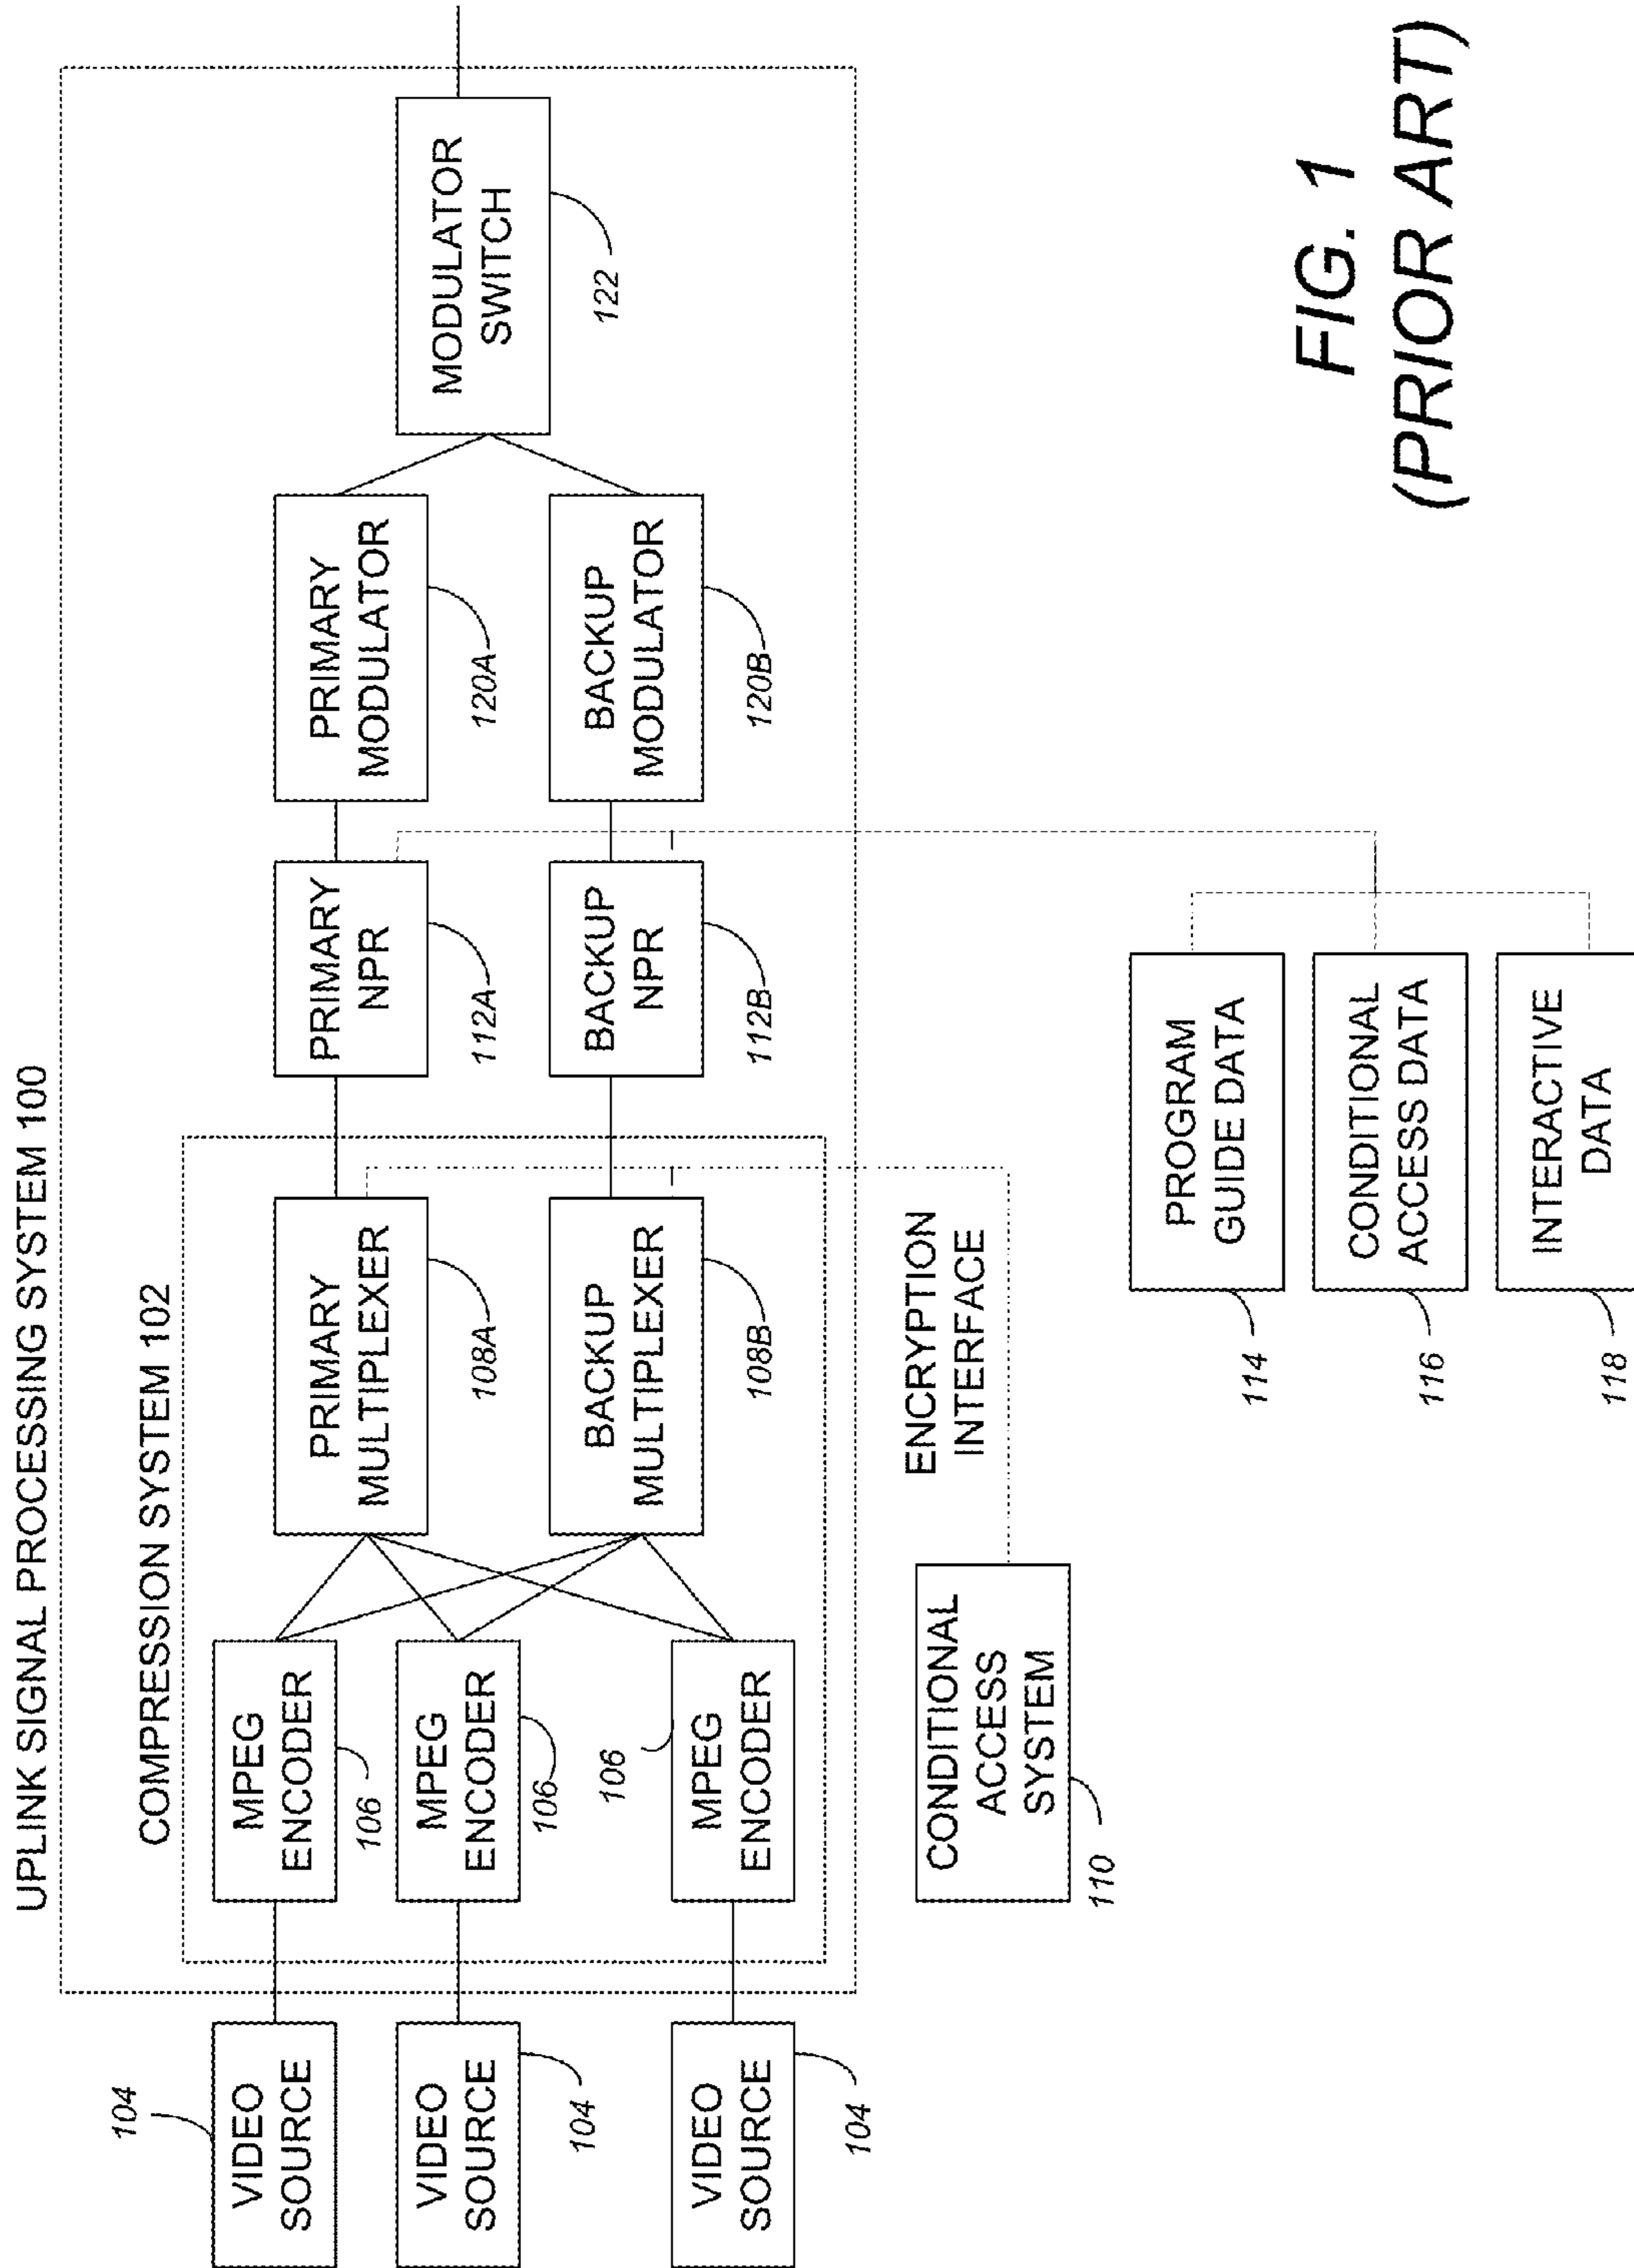 UPLINK SIGNAL PROCESSING SYSTEM 100
COMPRESSION SYSTEM 102
104
VIDEO
SOURCE
MPEG
ENCODER
106
VIDEO
SOURCE
104
MPEG
ENCODER
106
VIDEO
SOURCE
104
106
MPEG
ENCODER
PRIMARY
MULTIPLEXER
108A
BACKUP
MULTIPLEXER
108B
PRIMARY
NPR
112A
BACKUP
NPR
112B
PRIMARY
MODULATOR
120A
BACKUP
MODULATOR
120B
MODULATOR
SWITCH
122
CONDITIONAL
ACCESS
SYSTEM
110
ENCRYPTION
INTERFACE
PROGRAM
GUIDE DATA
114
CONDITIONAL
ACCESS DATA
116
INTERACTIVE
DATA
118
FIG. 1
(PRIOR ART)